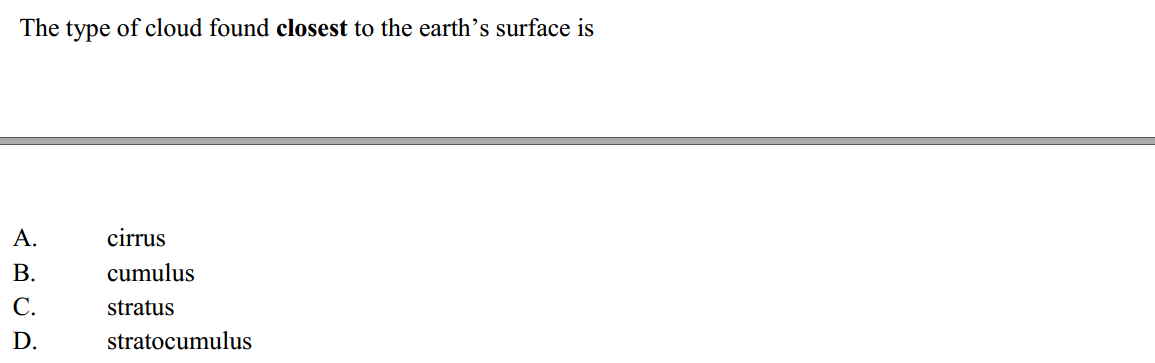 The type of cloud found closest to the earth’s surface is
A. cirrus
B. cumulus
C. stratus
D. stratocumulus